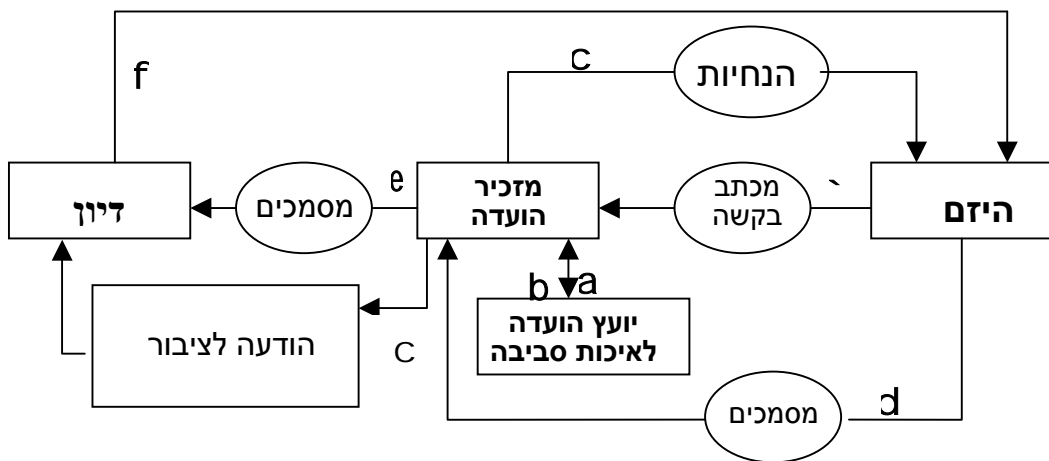 f
c
הנחיות
דיון
מסמכים
e
מזכיר
הועדה
מכתב
בקשה
`
היזם
b
a
הודעה לציבור
c
יועץ הועדה
לאיכות סביבה
מסמכים
d